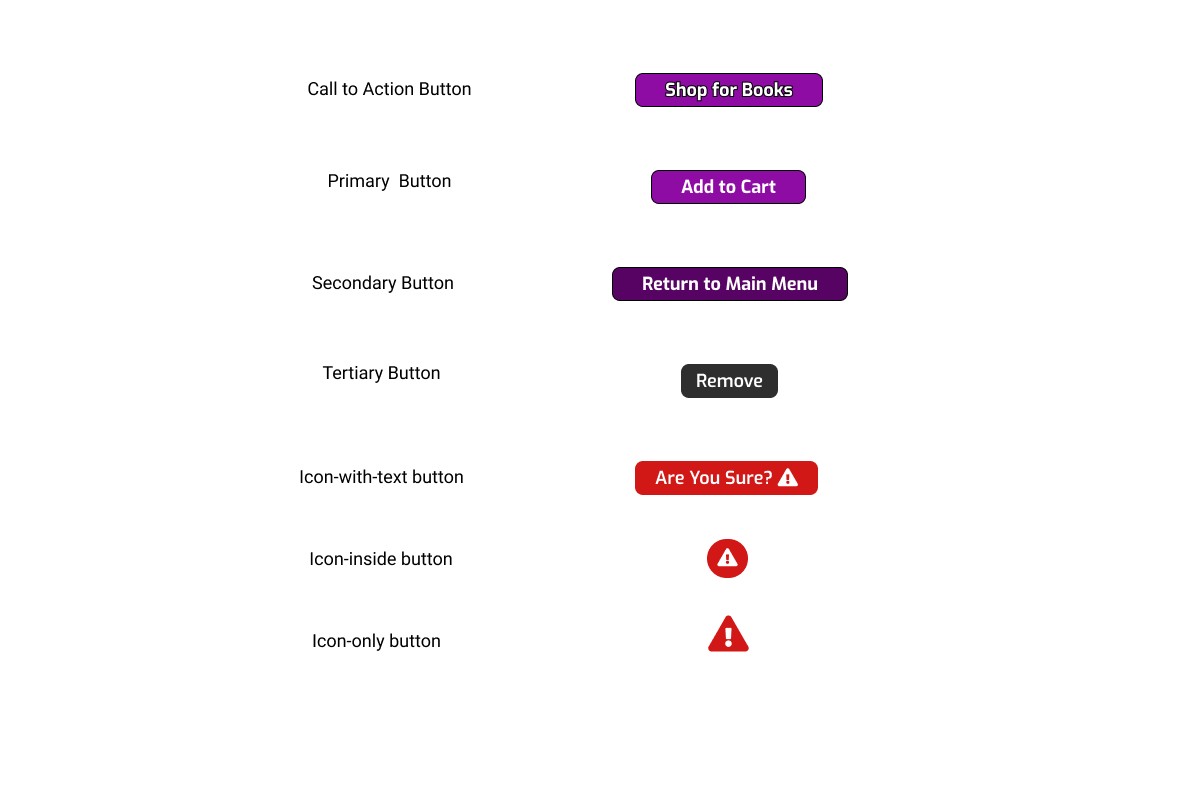 Call to Action Button
Shop for Books
Primary  Button
Add to Cart
Secondary Button
Return to Main Menu
Tertiary Button
Remove
Icon-with-text button
Are You Sure?
Icon-inside button
Icon-only button